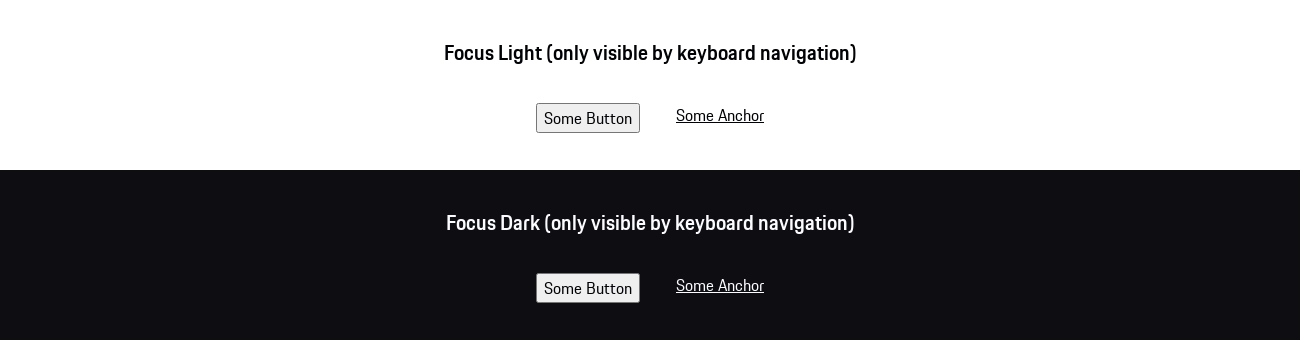 Focus Light (only visible by keyboard navigation)
Some Button Some Anchor
Focus Dark (only visible by keyboard navigation)
Some Button Some Anchor